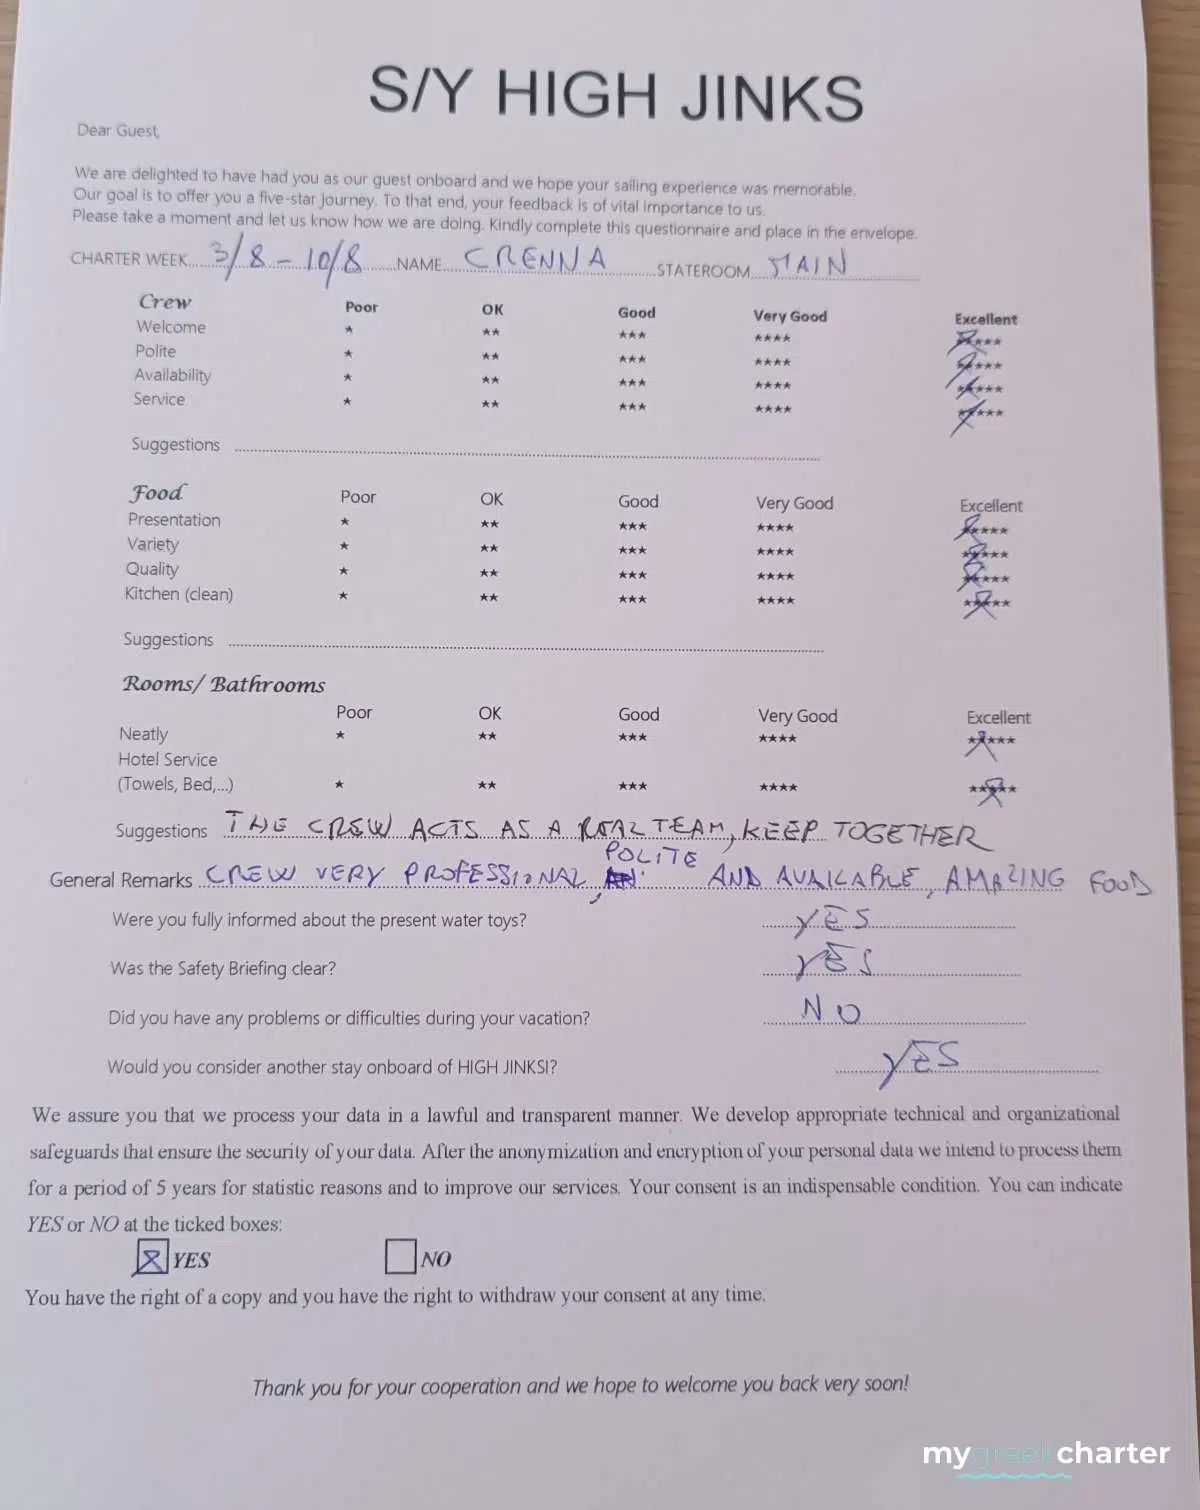 S/Y HIGH JINKS
Dear Guest,
We are delighted to have had you as our guest onboard and we hope your sailing experience was memorable.
Our goal is to offer you a five-star journey. To that end, your feedback is of vital importance to us.
Please take a moment and let us know how we are doing. Kindly complete this questionnaire and place in the envelope.
CHARTER WEEK 3/8 - 10/8 NAME CRENNA STATEROOM MAIN
Crew Poor OK Good Very Good Excellent
Welcome * ** *** **** *****
Polite * ** *** **** *****
Availability * ** *** **** *****
Service * ** *** **** *****
Suggestions
Food Poor OK Good Very Good Excellent
Presentation * ** *** **** *****
Variety * ** *** **** *****
Quality * ** *** **** *****
Kitchen (clean) * ** *** **** *****
Suggestions
Rooms/ Bathrooms
Poor OK Good Very Good Excellent
Neatly * ** *** **** *****
Hotel Service
(Towels, Bed,...) * ** *** **** *****
Suggestions THE CREW ACTS AS A REAL TEAM, KEEP TOGETHER
General Remarks CREW VERY PROFESSIONAL, POLITE AND AVAILABLE, AMAZING FOOD
Were you fully informed about the present water toys? YES
Was the Safety Briefing clear? YES
Did you have any problems or difficulties during your vacation? NO
Would you consider another stay onboard of HIGH JINKS!? YES
We assure you that we process your data in a lawful and transparent manner. We develop appropriate technical and organizational
safeguards that ensure the security of your data. After the anonymization and encryption of your personal data we intend to process them
for a period of 5 years for statistic reasons and to improve our services. Your consent is an indispensable condition. You can indicate
YES or NO at the ticked boxes:
YES NO
You have the right of a copy and you have the right to withdraw your consent at any time.
Thank you for your cooperation and we hope to welcome you back very soon!
mygreekcharter